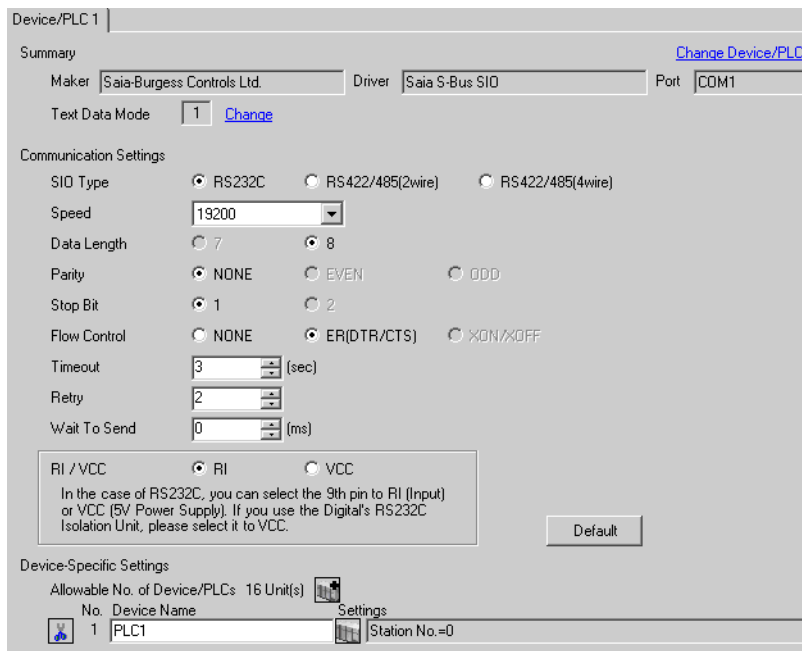 Device/PLC 1
Summary Change Device/PLC
Maker Saia-Burgess Controls Ltd. Driver Saia S-Bus SIO Port COM1
Text Data Mode 1 Change
Communication Settings
SIO Type RS232C RS422/485(2wire) RS422/485(4wire)
Speed 19200
Data Length 7 8
Parity NONE EVEN ODD
Stop Bit 1 2
Flow Control NONE ER(DTR/CTS) XON/XOFF
Timeout 3 (sec)
Retry 2
Wait To Send 0 (ms)
RI / VCC RI VCC
In the case of RS232C, you can select the 9th pin to RI (Input)
or VCC (5V Power Supply). If you use the Digital's RS232C
Isolation Unit, please select it to VCC.
Default
Device-Specific Settings
Allowable No. of Device/PLCs 16 Unit(s)
No. Device Name Settings
1 PLC1 Station No.=0